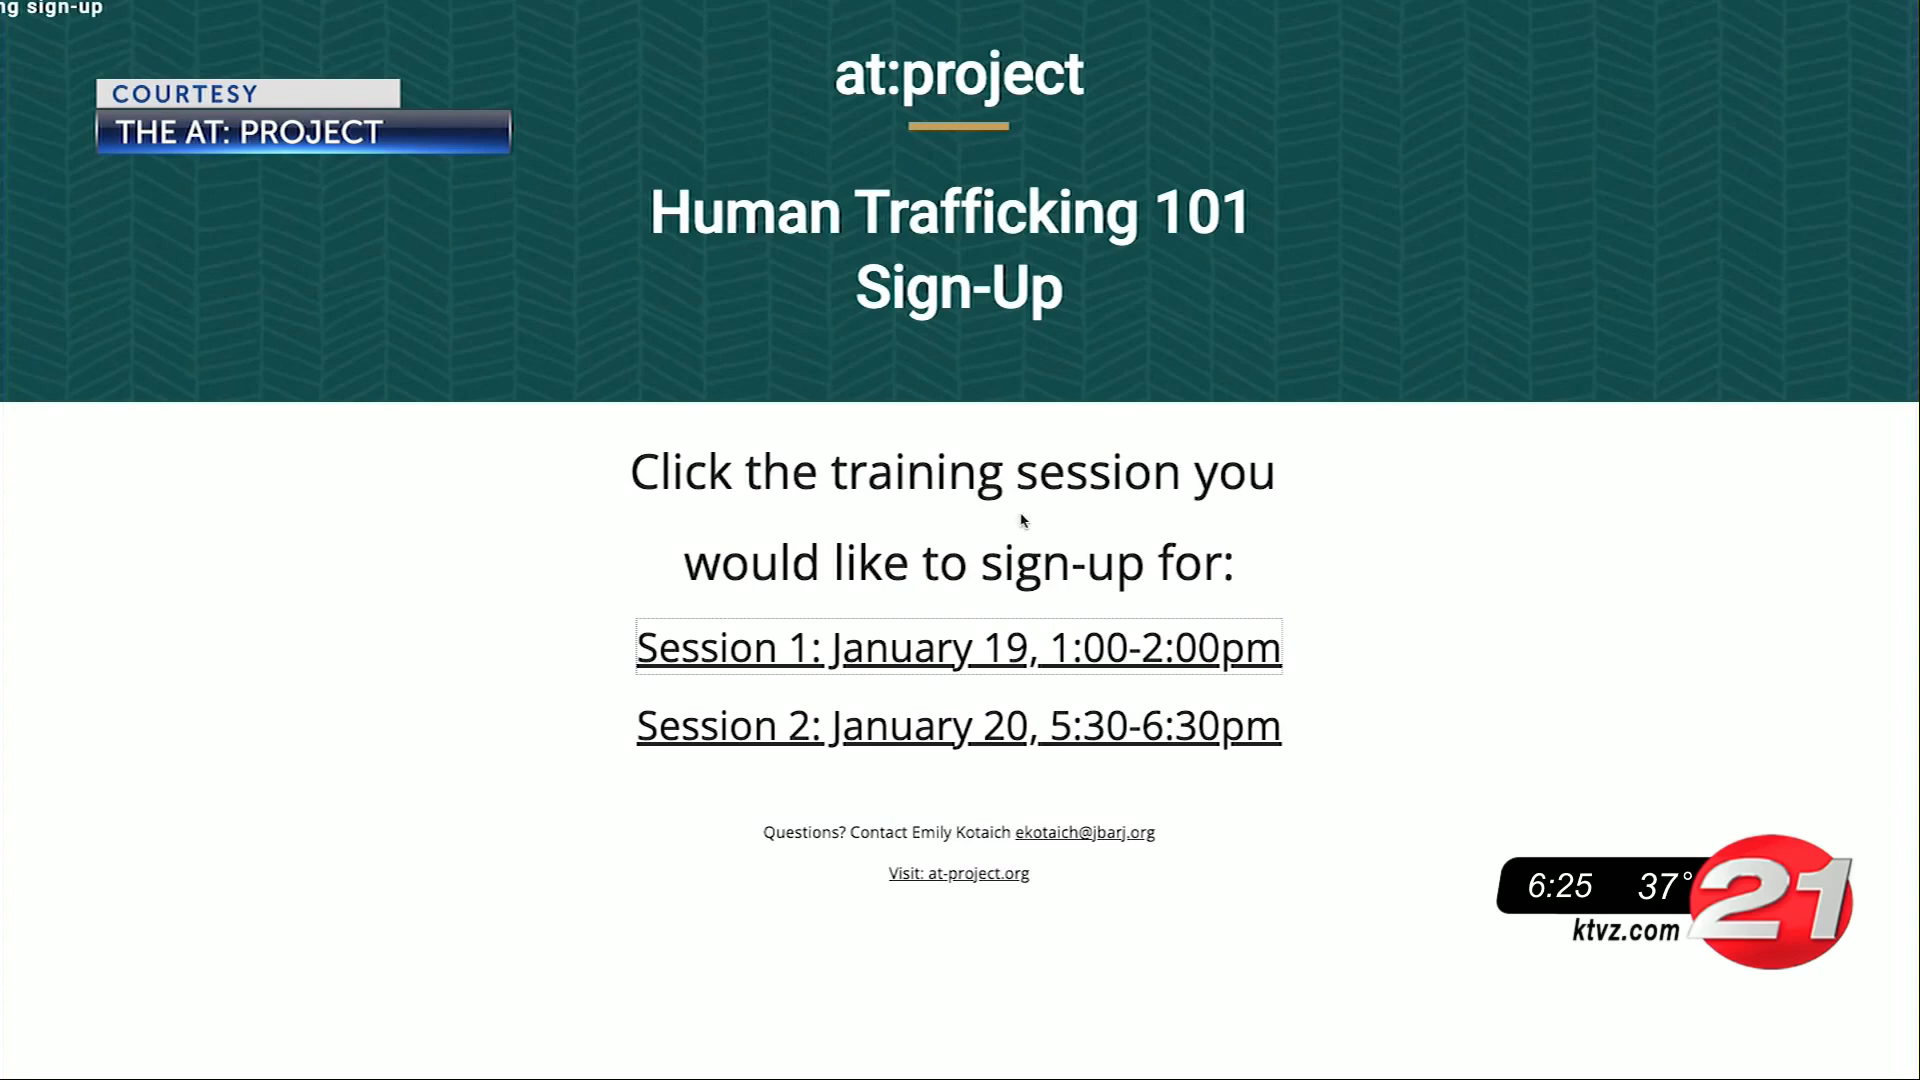 ng sign-up
COURTESY
THE AT: PROJECT
at:project
Human Trafficking 101
Sign-Up
Click the training session you
would like to sign-up for:
Session 1: January 19, 1:00-2:00pm
Session 2: January 20, 5:30-6:30pm
Questions? Contact Emily Kotaich ekotaich@jbarj.org
Visit: at-project.org
6:25 37°
21
ktvz.com